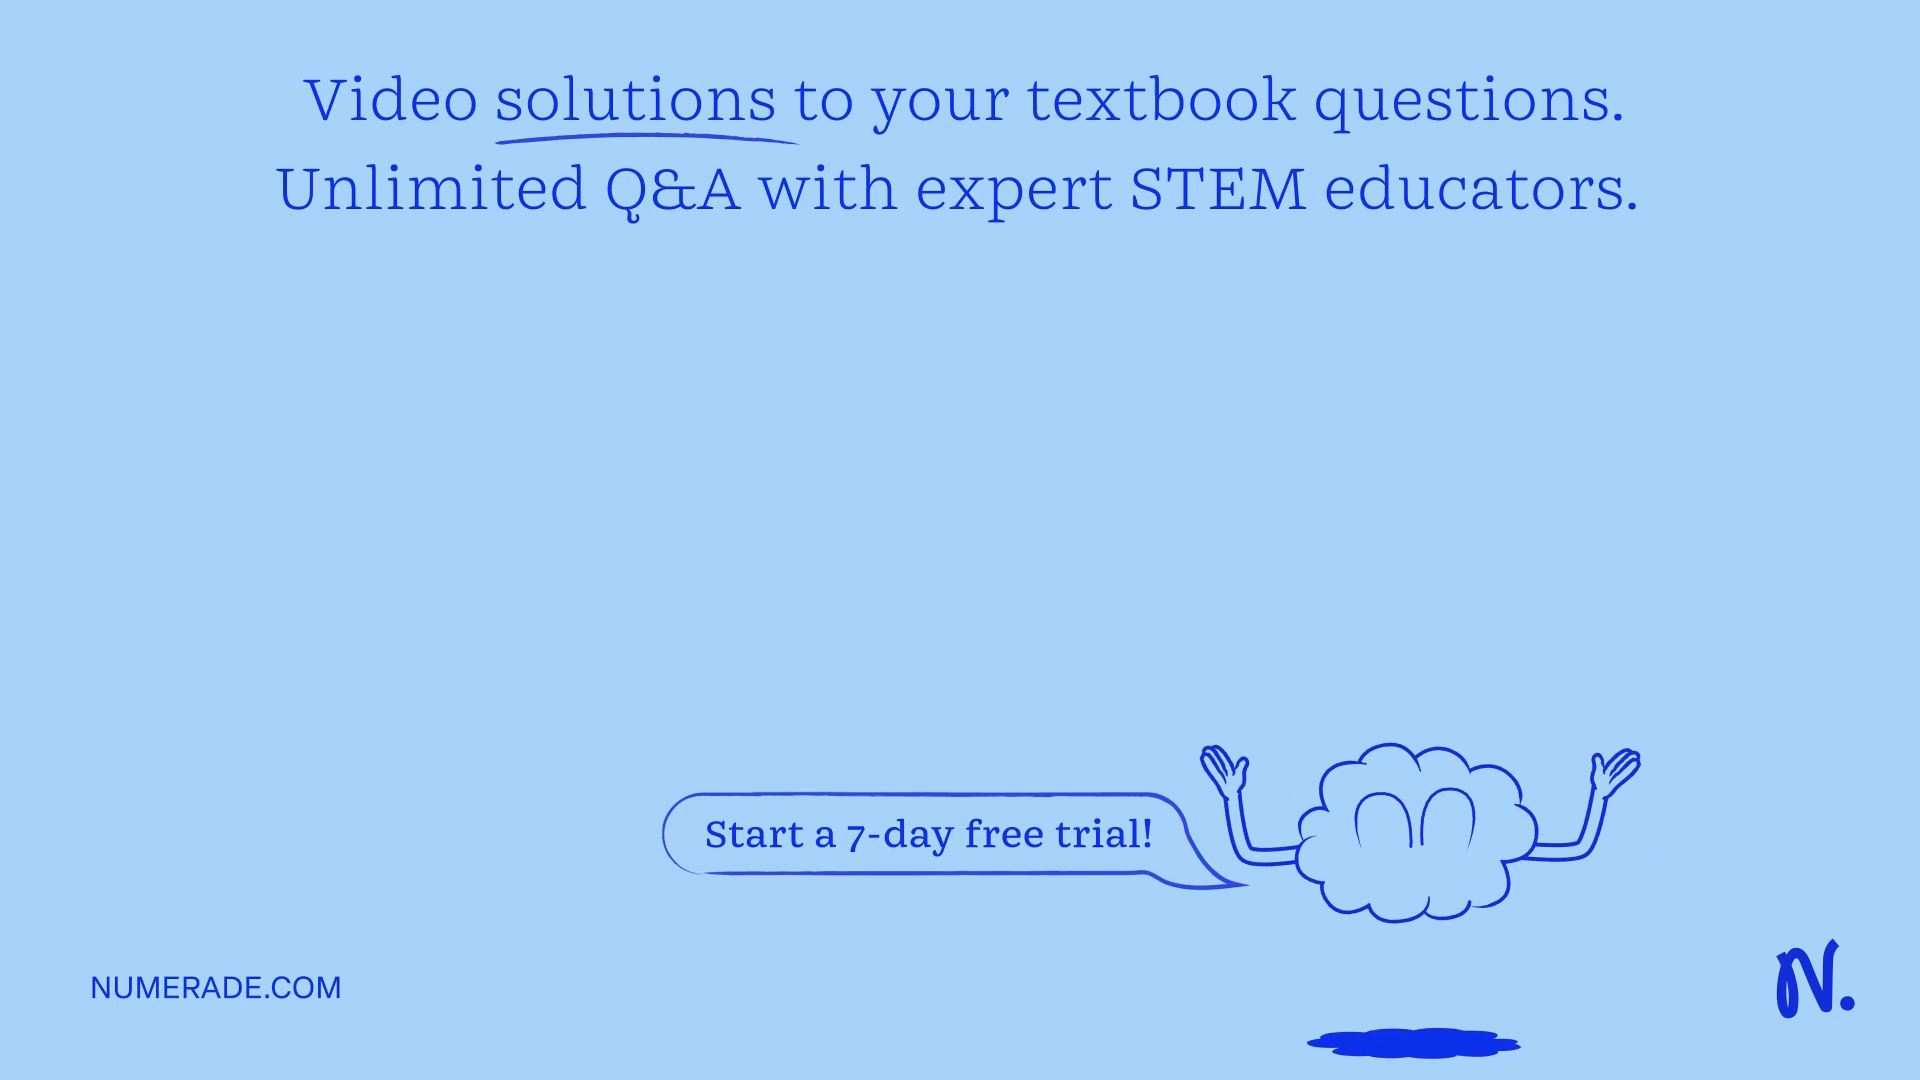 Video solutions to your textbook questions.
Unlimited Q&A with expert STEM educators.
Start a 7-day free trial!
NUMERADE.COM
N.